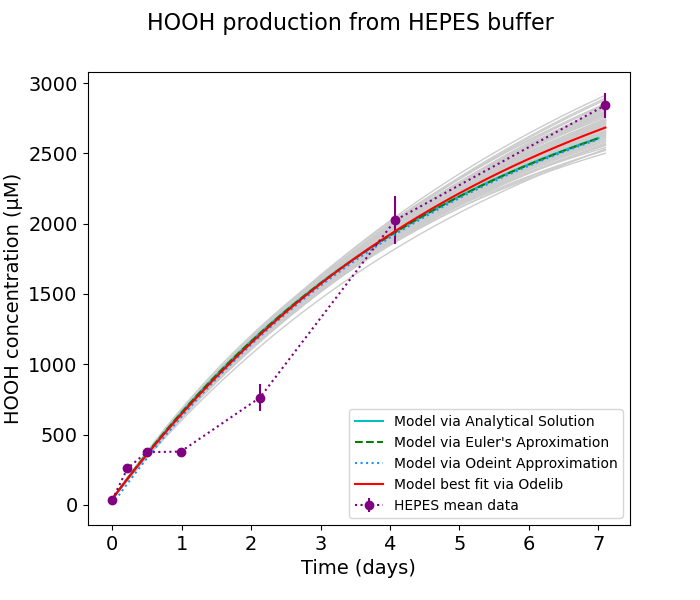 HOOH production from HEPES buffer
HOOH concentration (μM)
3000
2500
2000
1500
1000
500
0
Model via Analytical Solution
Model via Euler's Aproximation
Model via Odeint Approximation
Model best fit via Odelib
HEPES mean data
0 1 2 3 4 5 6 7
Time (days)